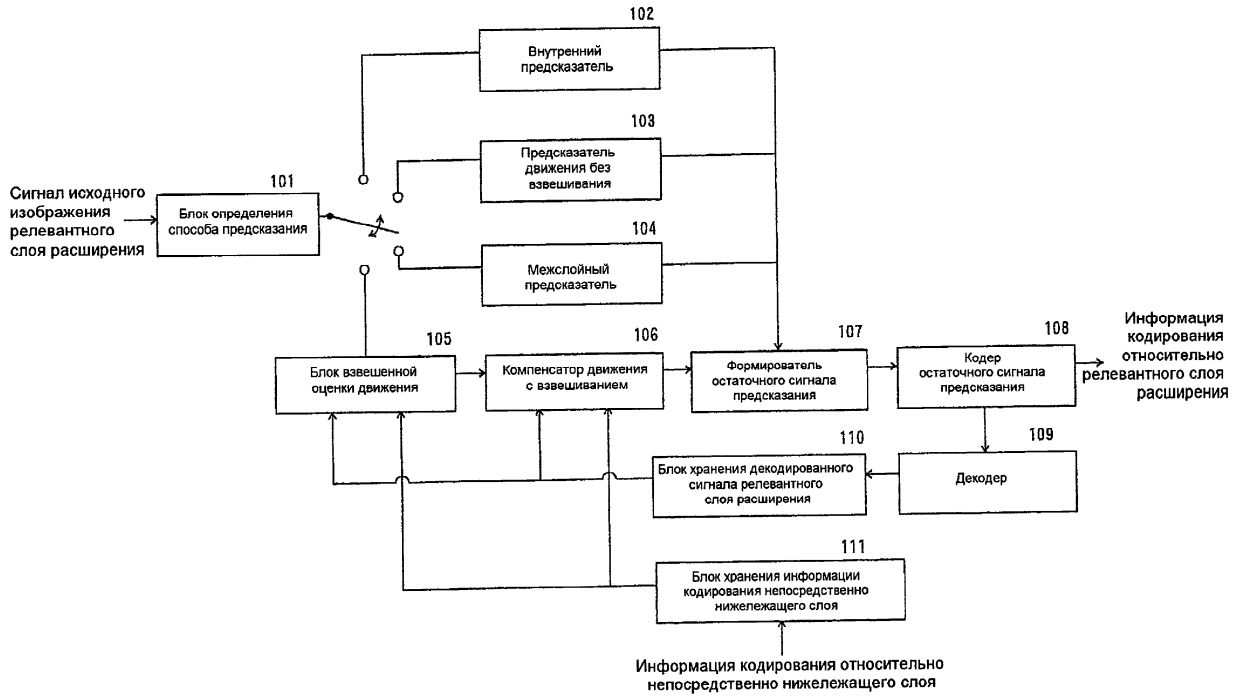 102
Внутренний
предсказатель
103
Предсказатель
движения без
взвешивания
Сигнал исходного
изображения
релевантного
слоя расширения
101
Блок определения
способа предсказания
104
Межслойный
предсказатель
105
Блок взвешенной
оценки движения
106
Компенсатор движения
с взвешиванием
107
Формирователь
остаточного сигнала
предсказания
108
Кодер
остаточного сигнала
предсказания
Информация
кодирования
относительно
релевантного слоя
расширения
110
Блок хранения декодированного
сигнала релевантного
слоя расширения
109
Декодер
111
Блок хранения информации
кодирования непосредственно
нижележащего слоя
Информация кодирования относительно
непосредственно нижележащего слоя